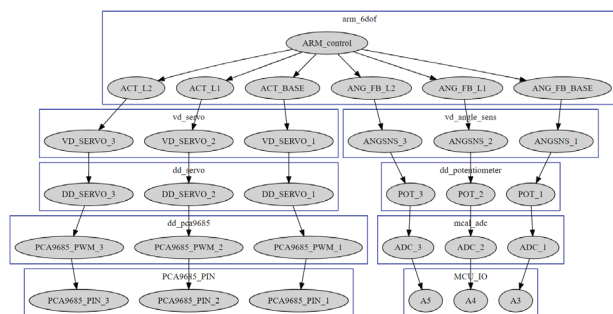 arm_6dof
ARM_control
ACT_L2 ACT_L1 ACT_BASE ANG_FB_L2 ANG_FB_L1 ANG_FB_BASE
vd_servo vd_angle_sens
VD_SERVO_3 VD_SERVO_2 VD_SERVO_1 ANGSNS_3 ANGSNS_2 ANGSNS_1
dd_servo dd_potentiometer
DD_SERVO_3 DD_SERVO_2 DD_SERVO_1 POT_3 POT_2 POT_1
dd_pca9685 mcal_adc
PCA9685_PWM_3 PCA9685_PWM_2 PCA9685_PWM_1 ADC_3 ADC_2 ADC_1
PCA9685_PIN MCU_IO
PCA9685_PIN_3 PCA9685_PIN_2 PCA9685_PIN_1 A5 A4 A3